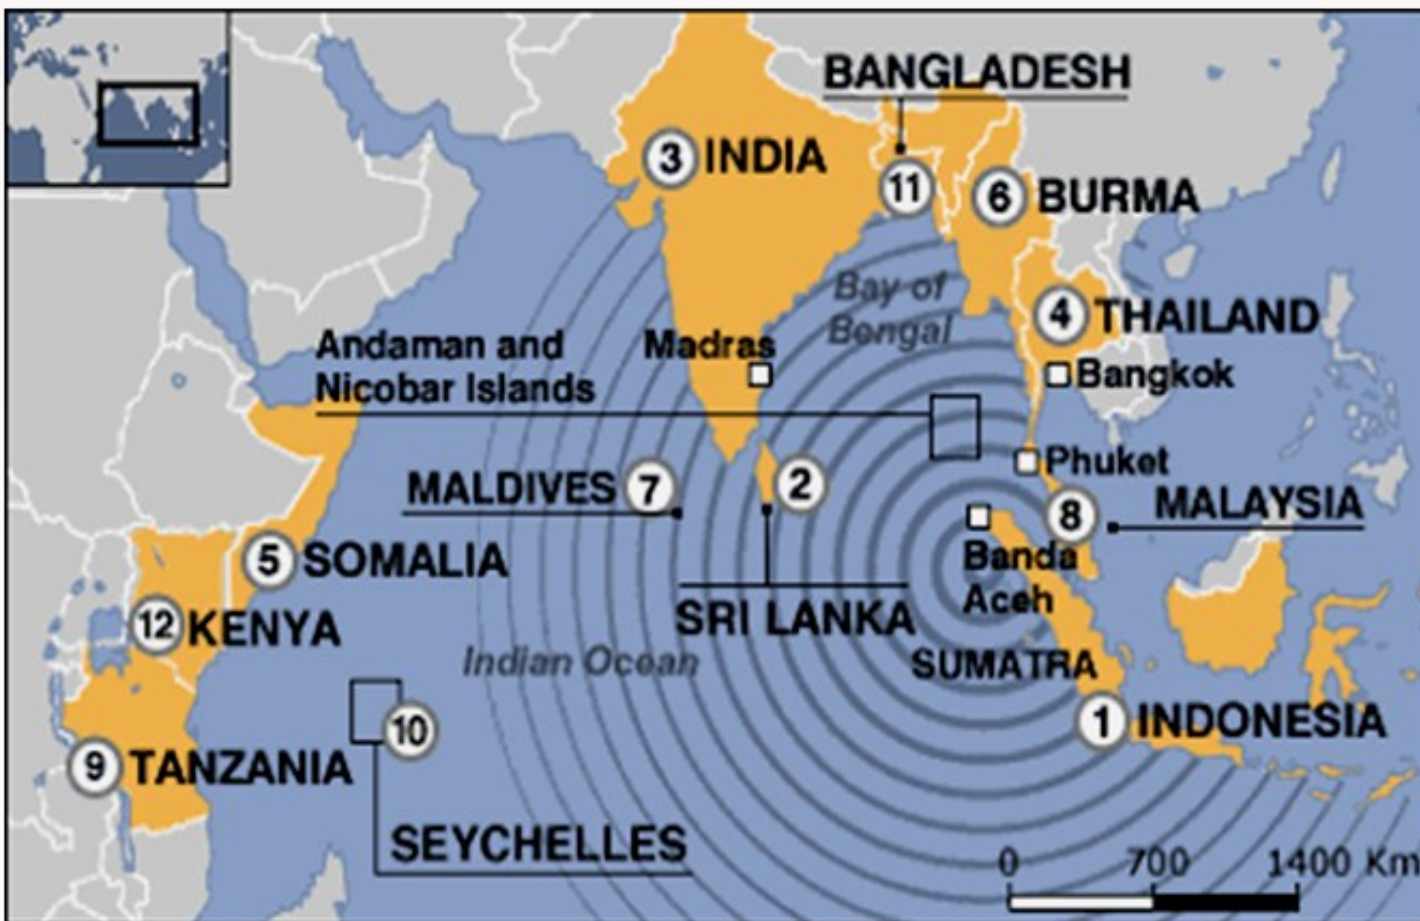 BANGLADESH
3 INDIA
11
6 BURMA
Bay of
Bengal
4 THAILAND
Andaman and
Nicobar Islands
Madras
Bangkok
Phuket
MALDIVES 7
2
8
MALAYSIA
Banda
Aceh
5 SOMALIA
SRI LANKA
12 KENYA
Indian Ocean
SUMATRA
10
1 INDONESIA
9 TANZANIA
SEYCHELLES
0 700 1400 Km